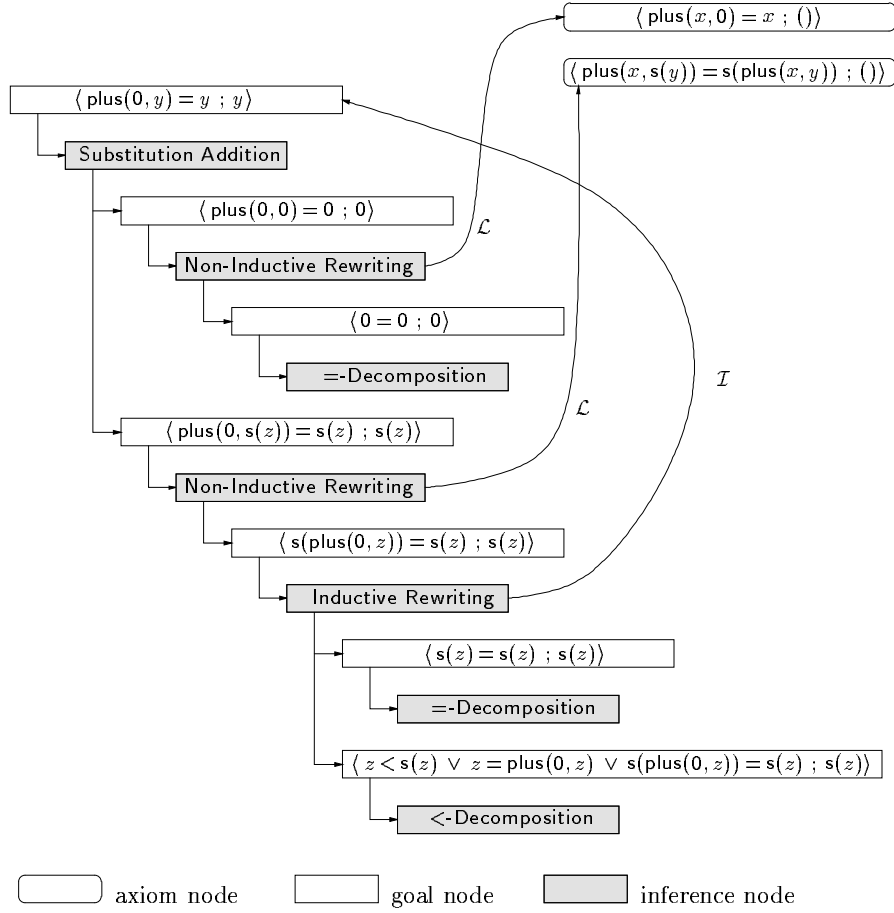 ⟨ plus(x, 0) = x ; ()⟩
⟨ plus(x, s(y)) = s(plus(x, y)) ; ()⟩
⟨ plus(0, y) = y ; y⟩
Substitution Addition
⟨ plus(0, 0) = 0 ; 0⟩
ℒ
Non-Inductive Rewriting
⟨ 0 = 0 ; 0⟩
=-Decomposition
ℐ
ℒ
⟨ plus(0, s(z)) = s(z) ; s(z)⟩
Non-Inductive Rewriting
⟨ s(plus(0, z)) = s(z) ; s(z)⟩
Inductive Rewriting
⟨ s(z) = s(z) ; s(z)⟩
=-Decomposition
⟨ z < s(z) ∨ z = plus(0, z) ∨ s(plus(0, z)) = s(z) ; s(z)⟩
<-Decomposition
axiom node goal node inference node